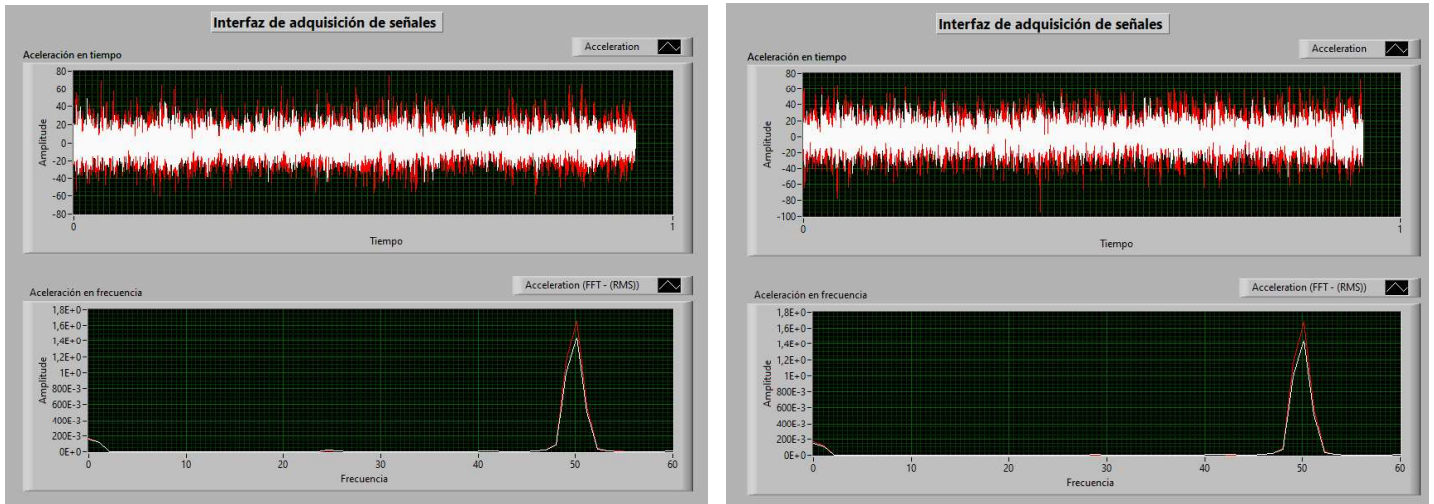 Interfaz de adquisición de señales
Acceleration
Aceleración en tiempo
80
60
40
20
0
-20
-40
-60
-80
Amplitude
0
1
Tiempo
Acceleration (FFT - (RMS))
Aceleración en frecuencia
1,8E+0
1,6E+0
1,4E+0
1,2E+0
1E+0
800E-3
600E-3
400E-3
200E-3
0E+0
Amplitude
0
10
20
30
40
50
60
Frecuencia
Interfaz de adquisición de señales
Acceleration
Aceleración en tiempo
80
60
40
20
0
-20
-40
-60
-80
-100
Amplitude
0
1
Tiempo
Acceleration (FFT - (RMS))
Aceleración en frecuencia
1,8E+0
1,6E+0
1,4E+0
1,2E+0
1E+0
800E-3
600E-3
400E-3
200E-3
0E+0
Amplitude
0
10
20
30
40
50
60
Frecuencia